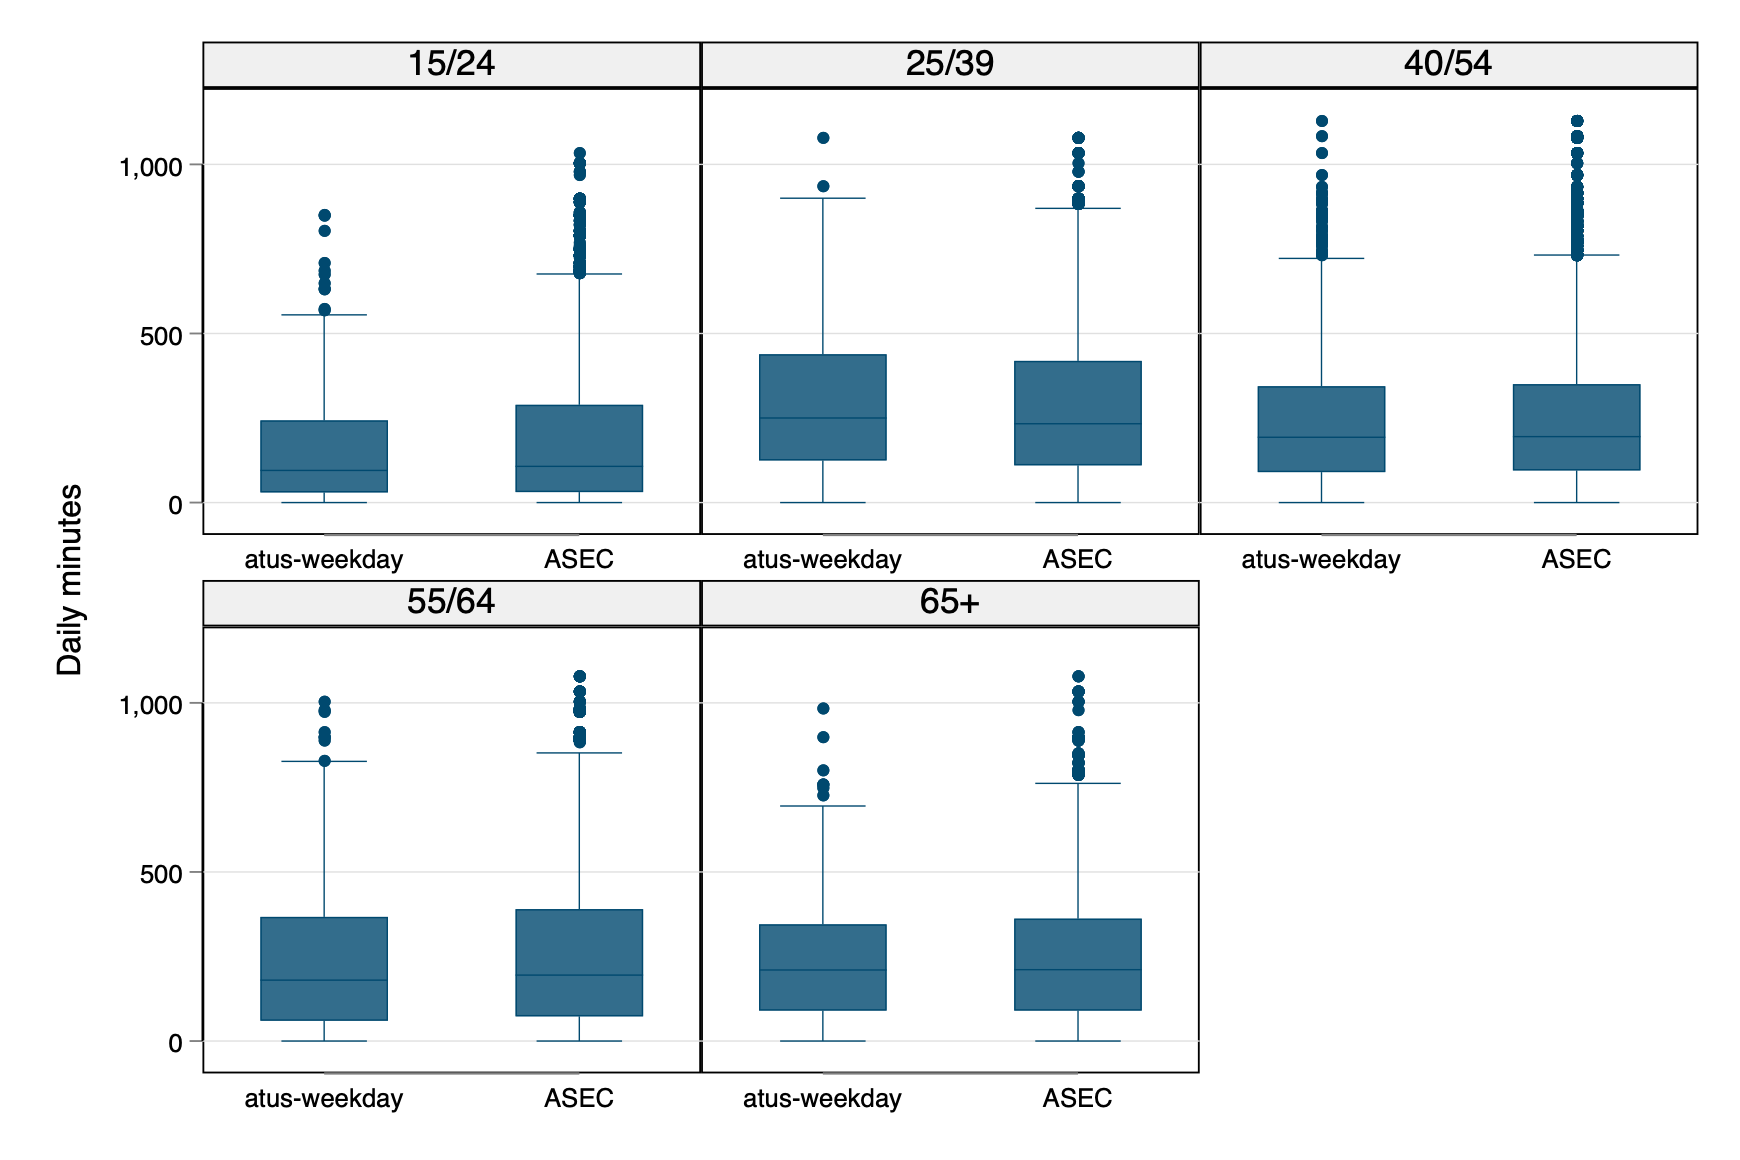 15/24 25/39 40/54
1,000
500
0
atus-weekday ASEC atus-weekday ASEC atus-weekday ASEC
Daily minutes
55/64 65+
1,000
500
0
atus-weekday ASEC atus-weekday ASEC